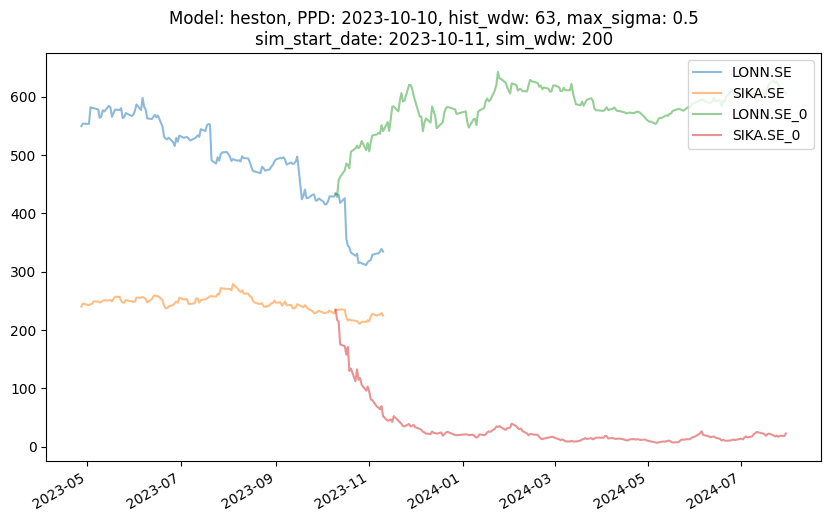 Model: heston, PPD: 2023-10-10, hist_wdw: 63, max_sigma: 0.5
sim_start_date: 2023-10-11, sim_wdw: 200
LONN.SE
SIKA.SE
LONN.SE_0
SIKA.SE_0
600
500
400
300
200
100
0
2023-05
2023-07
2023-09
2023-11
2024-01
2024-03
2024-05
2024-07